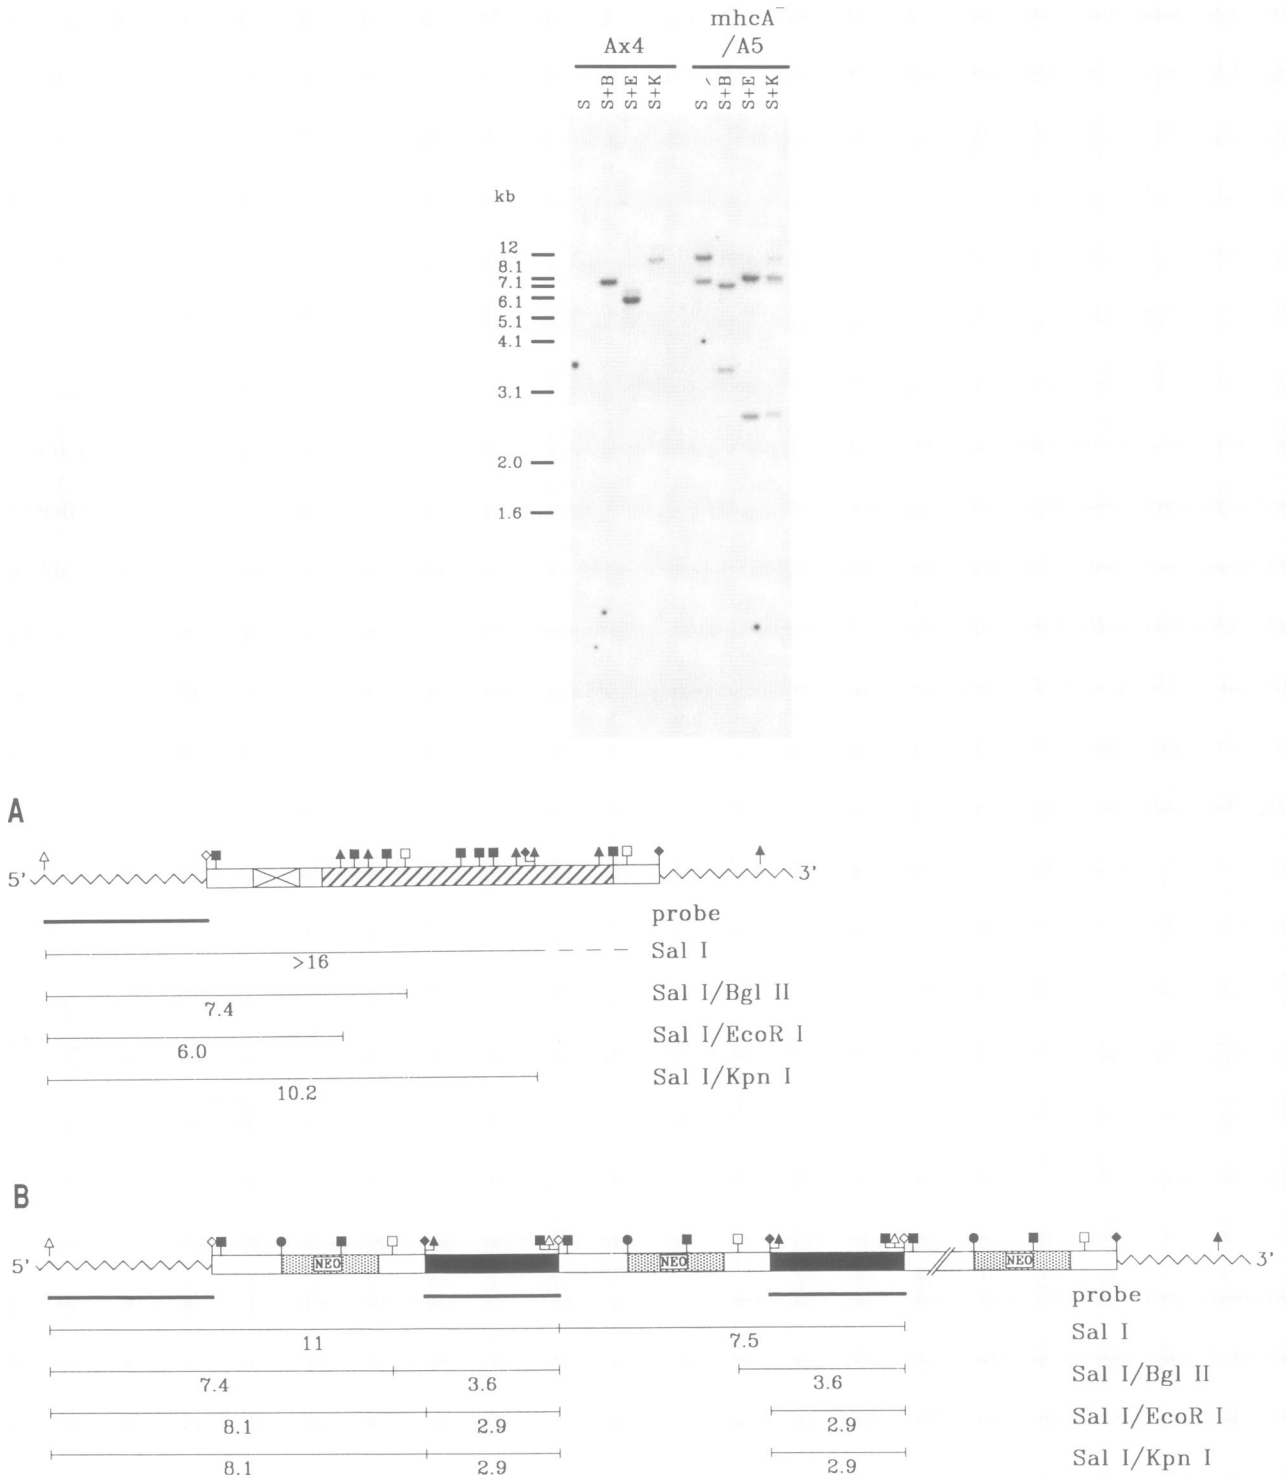 mhcA⁻
Ax4 /A5
S S+B S+E S+K S S+B S+E S+K
kb
12
8.1
7.1
6.1
5.1
4.1
3.1
2.0
1.6
A
5' 3'
probe
Sal I
>16
Sal I/Bgl II
7.4
Sal I/EcoR I
6.0
Sal I/Kpn I
10.2
B
5' NEO NEO NEO 3'
probe
11 7.5 Sal I
7.4 3.6 3.6 Sal I/Bgl II
8.1 2.9 2.9 Sal I/EcoR I
8.1 2.9 2.9 Sal I/Kpn I